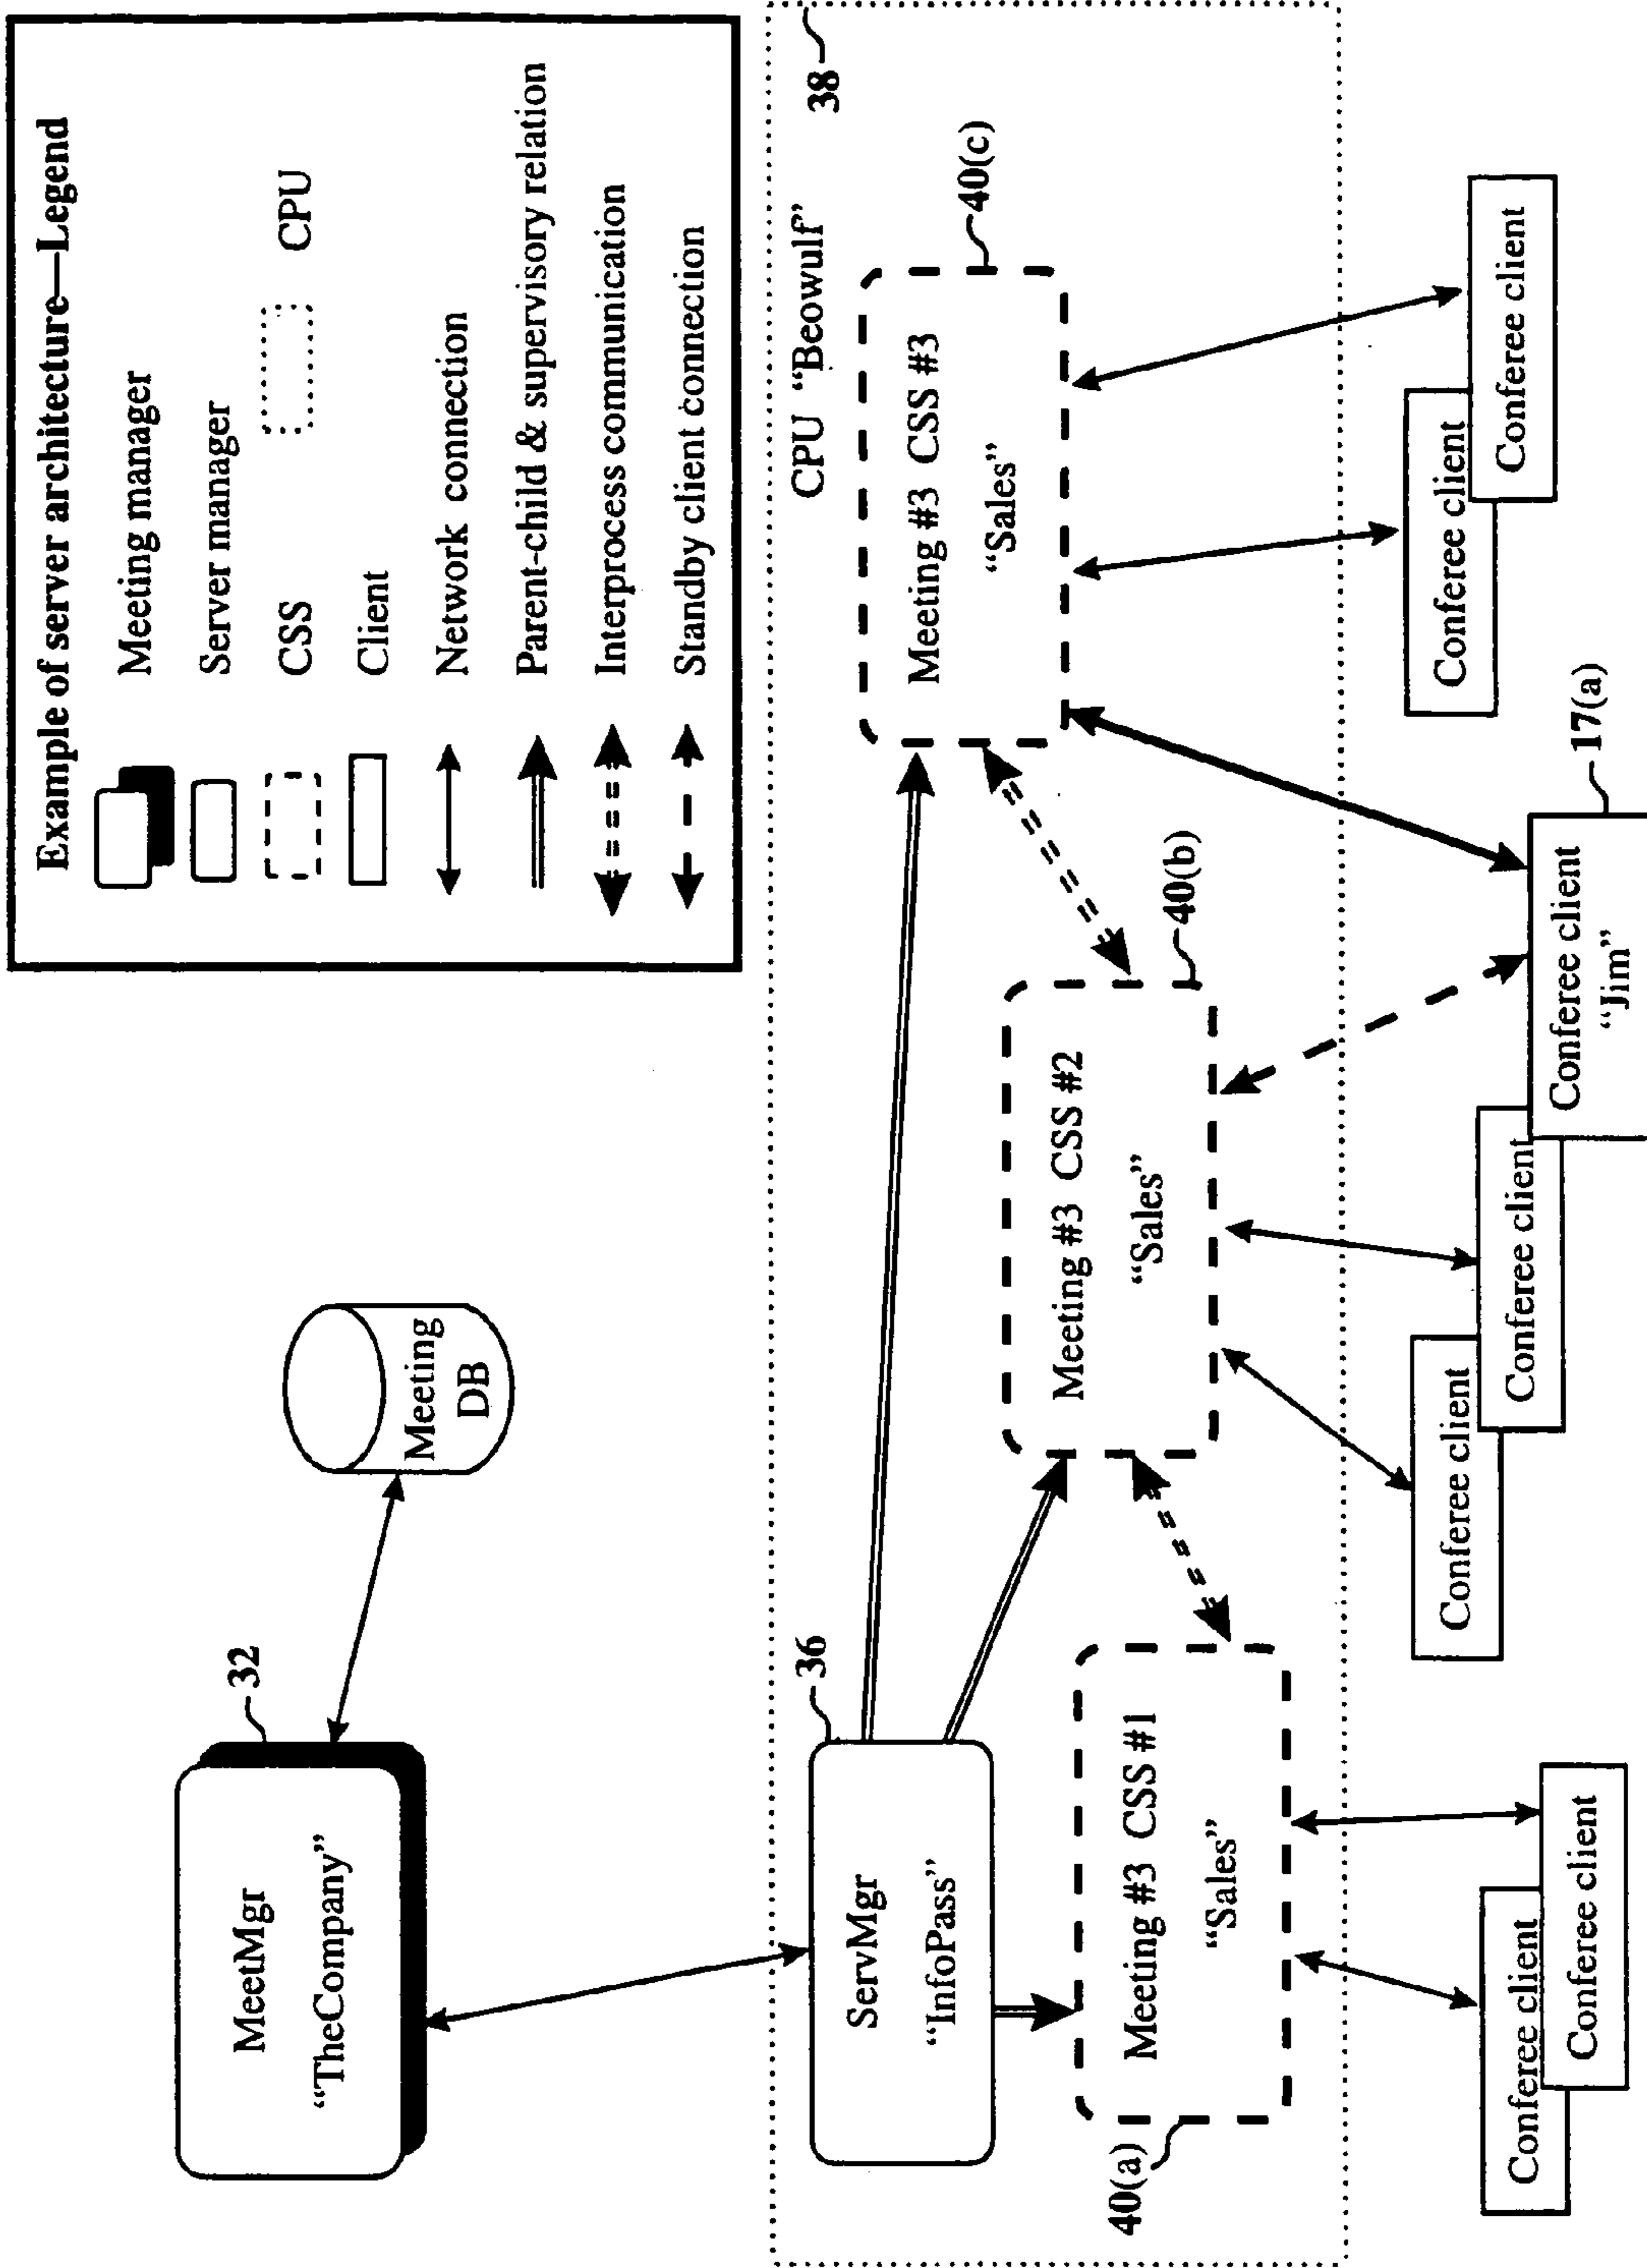 Example of server architecture—Legend
Meeting manager
Server manager
CSS
CPU
Client
Network connection
Parent-child & supervisory relation
Interprocess communication
Standby client connection
32
MeetMgr
“TheCompany”
Meeting
DB
38
CPU “Beowulf”
36
ServMgr
“InfoPass”
40(a)
Meeting #3 CSS #1
“Sales”
40(b)
Meeting #3 CSS #2
“Sales”
40(c)
Meeting #3 CSS #3
“Sales”
Conferee client
Conferee client
Conferee client
Conferee client
Conferee client
“Jim”
17(a)
Conferee client
Conferee client